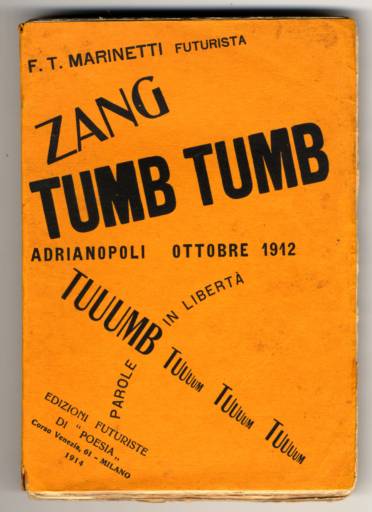 F. T. MARINETTI FUTURISTA
ZANG
TUMB TUMB
ADRIANOPOLI OTTOBRE 1912
TUUUMB
TUUUUM TUUUUM TUUUUM
PAROLE IN LIBERTÀ
EDIZIONI FUTURISTE
DI "POESIA"
Corso Venezia, 61 - MILANO
1914